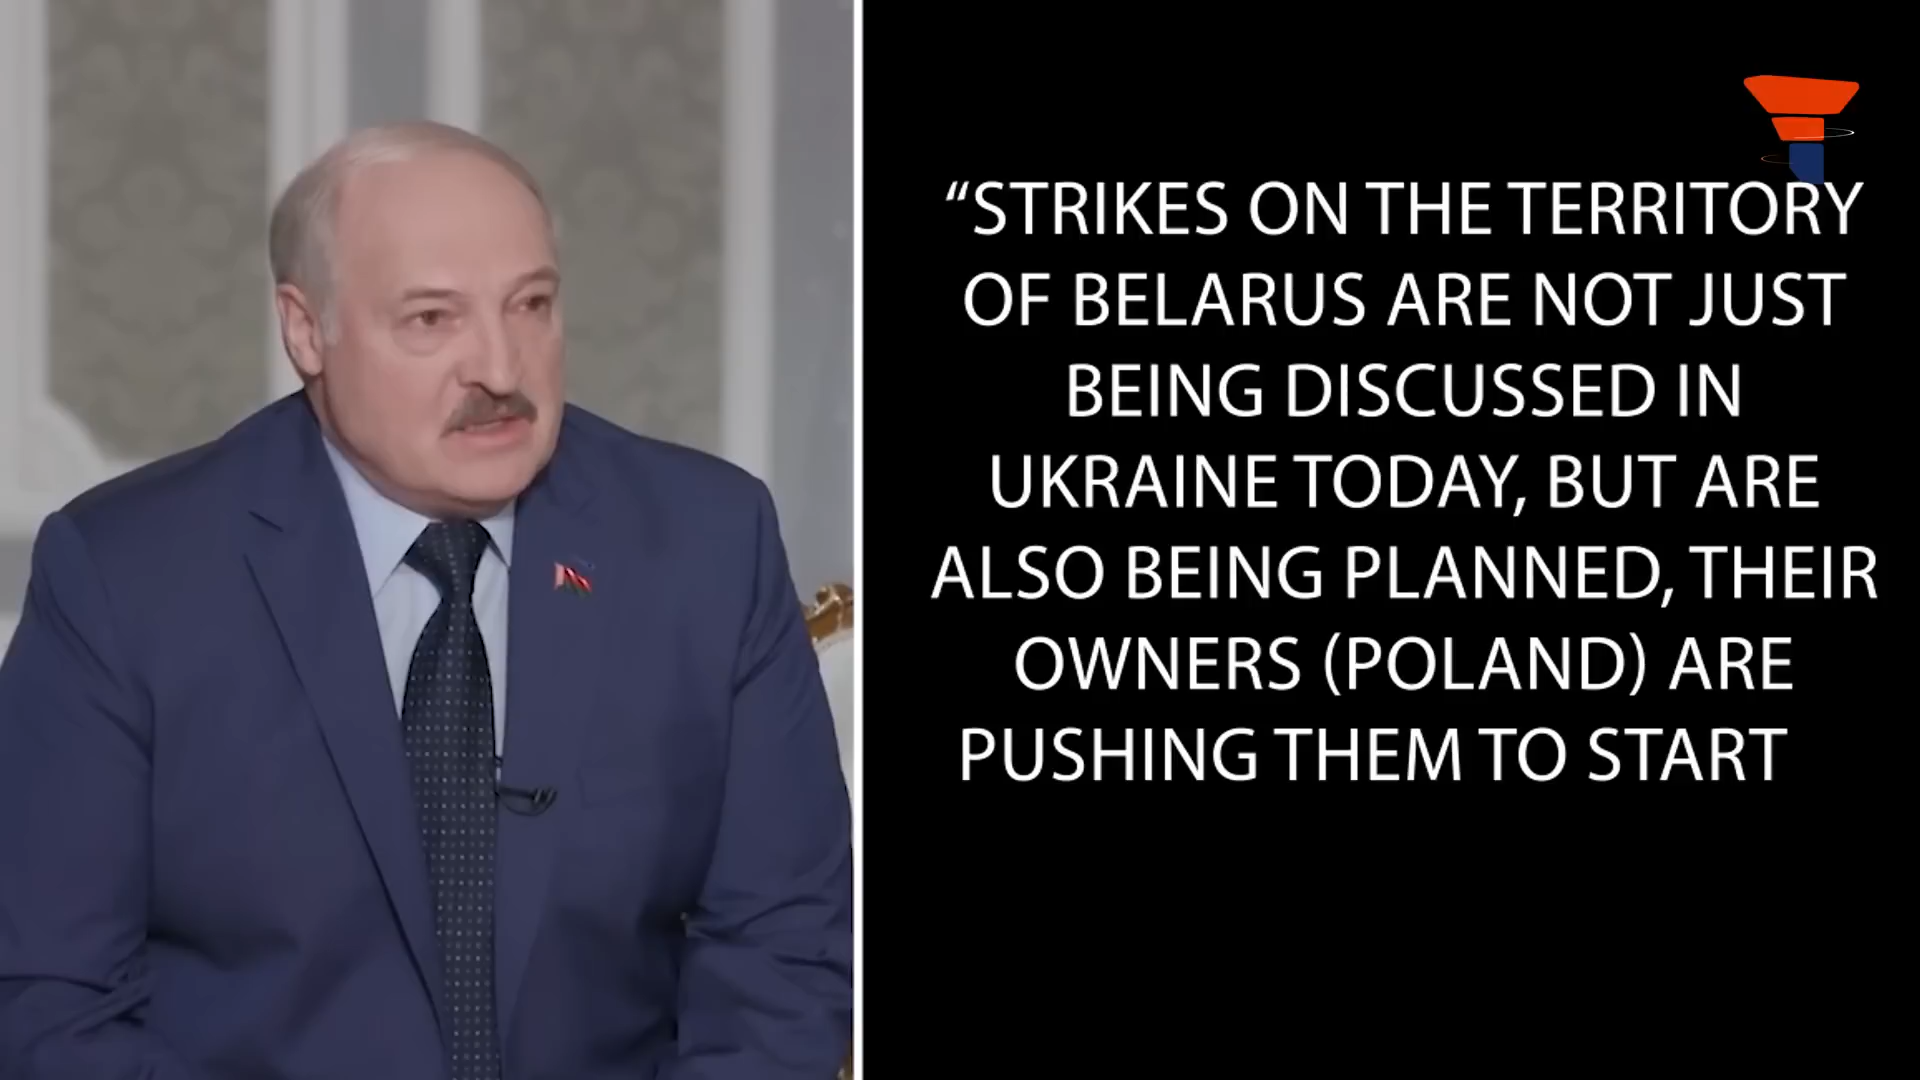 “STRIKES ON THE TERRITORY
OF BELARUS ARE NOT JUST
BEING DISCUSSED IN
UKRAINE TODAY, BUT ARE
ALSO BEING PLANNED, THEIR
OWNERS (POLAND) ARE
PUSHING THEM TO START